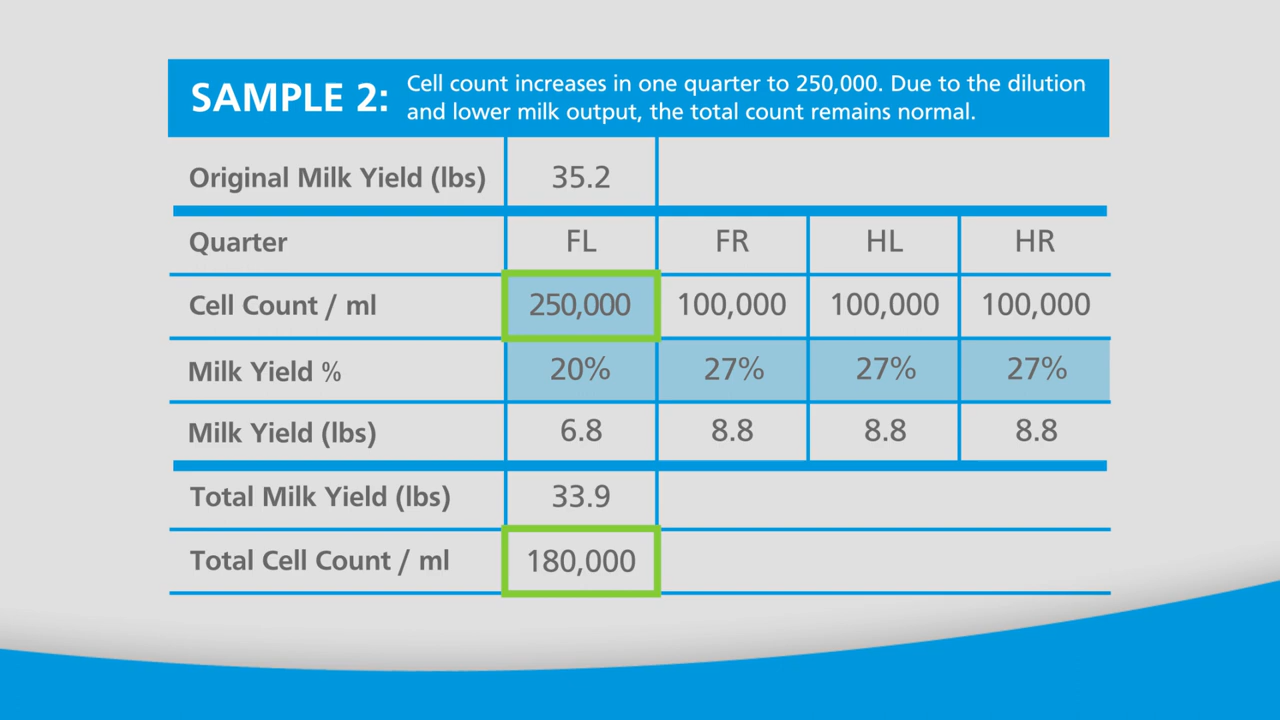 SAMPLE 2: Cell count increases in one quarter to 250,000. Due to the dilution
and lower milk output, the total count remains normal.
Original Milk Yield (lbs) 35.2
Quarter FL FR HL HR
Cell Count / ml 250,000 100,000 100,000 100,000
Milk Yield % 20% 27% 27% 27%
Milk Yield (lbs) 6.8 8.8 8.8 8.8
Total Milk Yield (lbs) 33.9
Total Cell Count / ml 180,000